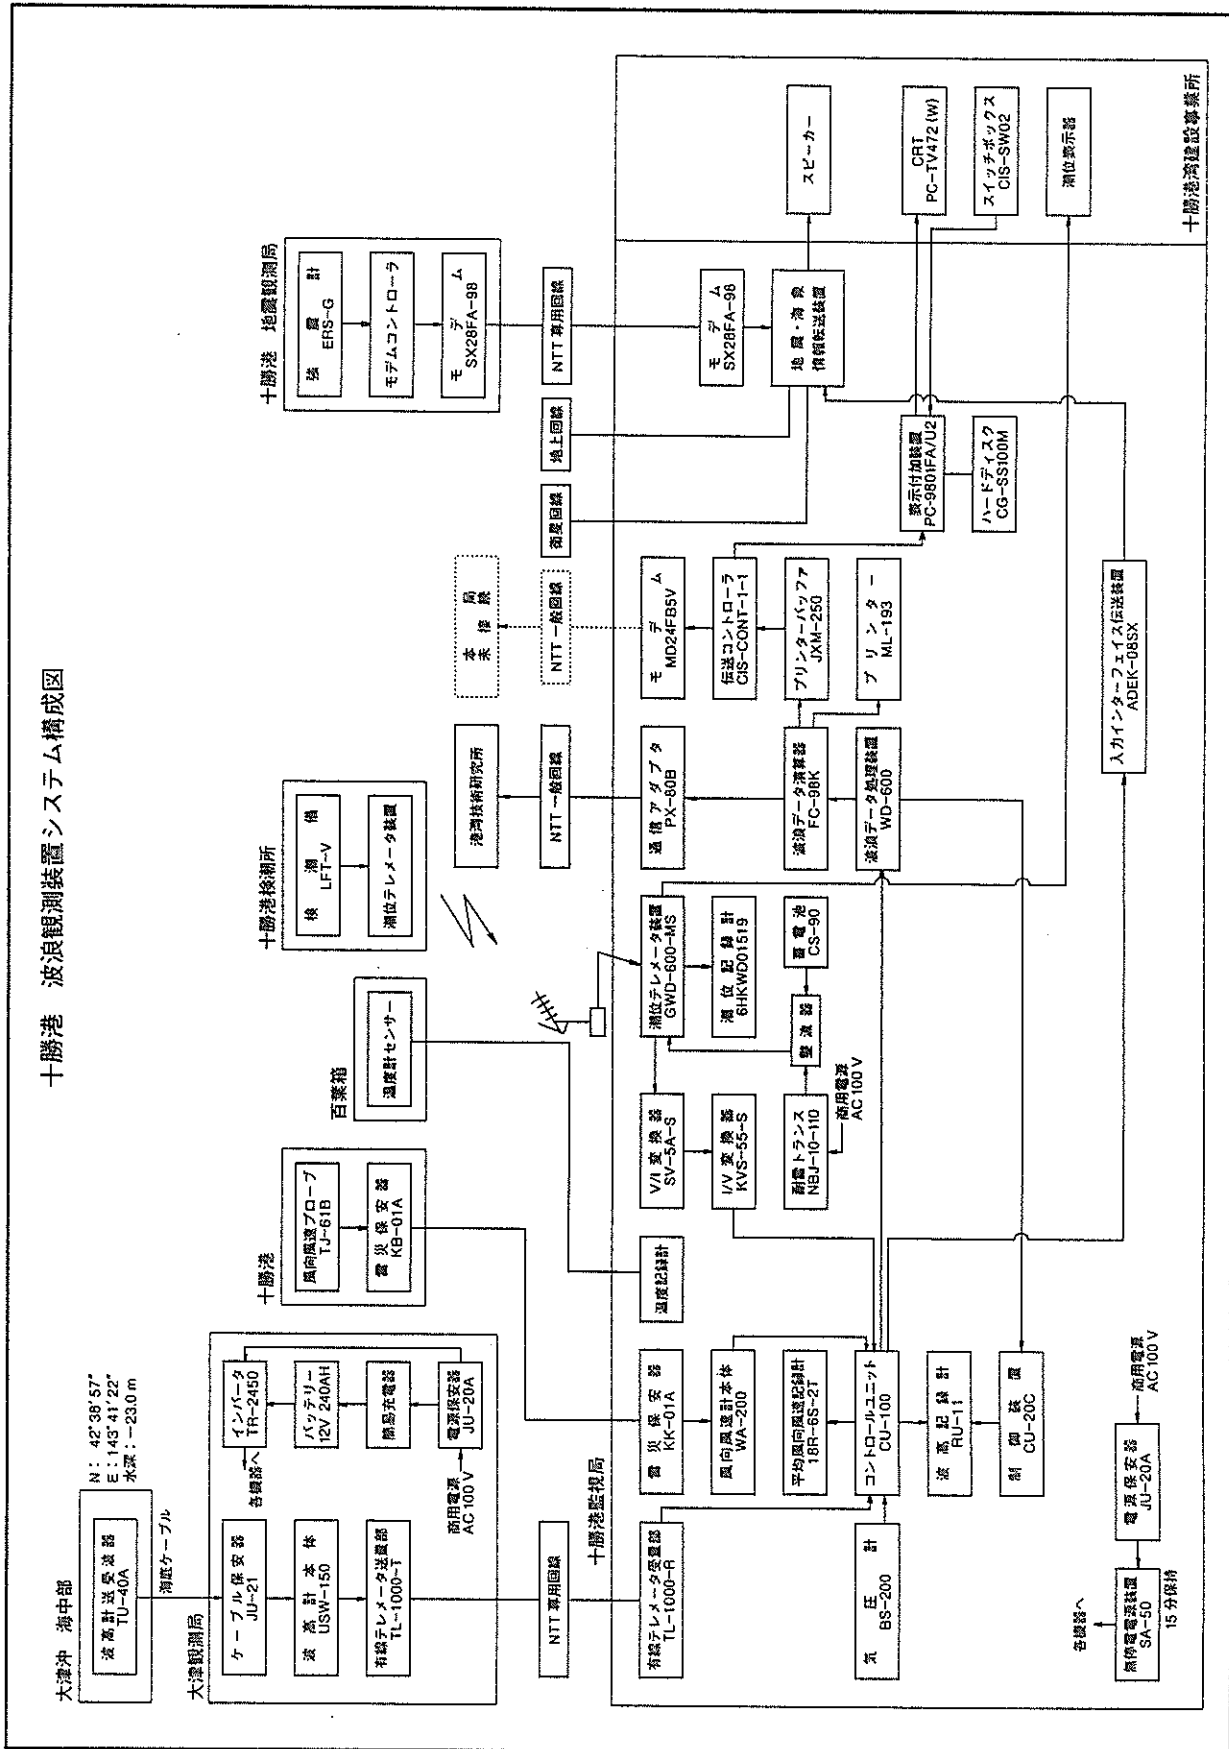 十勝港 波浪観測装置システム構成図
大津沖 海中部
波高計送受波器
TU-40A
N: 42°38′57″
E: 143°41′22″
水深: -23.0m
海底ケーブル
大津観測局
ケーブル保安器
JU-21
波高計本体
USW-150
有線テレメータ送量部
TL-1000-T
インバータ
TR-2450
各機器へ
バッテリー
12V 240AH
簡易充電器
電源保安器
JU-20A
商用電源
AC100V
NTT専用回線
十勝港
風向風速プローブ
TJ-61B
雷災保安器
KB-01A
百葉箱
温度計センサー
十勝港検潮所
検潮儀
LFT-V
潮位テレメータ装置
港湾技術研究所
NTT一般回線
本局
未接続
NTT一般回線
衛星回線
地上回線
十勝港 地震観測局
強震計
ERS-G
モデムコントローラ
モデム
SX28FA-98
NTT専用回線
十勝港監視局
有線テレメータ受量部
TL-1000-R
気圧計
BS-200
雷災保安器
KK-01A
風向風速計本体
WA-200
平均風向風速記録計
18R-6S-2T
コントロールユニット
CU-100
波高記録計
RU-11
制御装置
CU-20C
商用電源
AC100V
電源保安器
JU-20A
無停電電源装置
SA-50
15分保持
各機器へ
温度記録計
V/I変換器
SV-5A-S
I/V変換器
KVS-55-S
耐雷トランス
NBJ-10-110
商用電源
AC100V
潮位テレメータ装置
GWD-600-MS
潮位記録計
6HKWD01519
整流器
蓄電池
CS-90
通信アダプタ
PX-80B
波浪データ演算器
FC-98K
波浪データ処理装置
WD-600
モデム
MD24FB5V
伝送コントローラ
CIS-CONT-1-1
プリンターバッファ
JXM-250
プリンター
ML-193
表示付加装置
PC-9801FA/U2
ハードディスク
CG-SS100M
入力インターフェイス伝送装置
ADEK-08SX
モデム
SX28FA-98
地震・海象
情報転送装置
十勝港湾建設事業所
スピーカー
CRT
PC-TV472(W)
スイッチボックス
CIS-SW02
潮位表示器